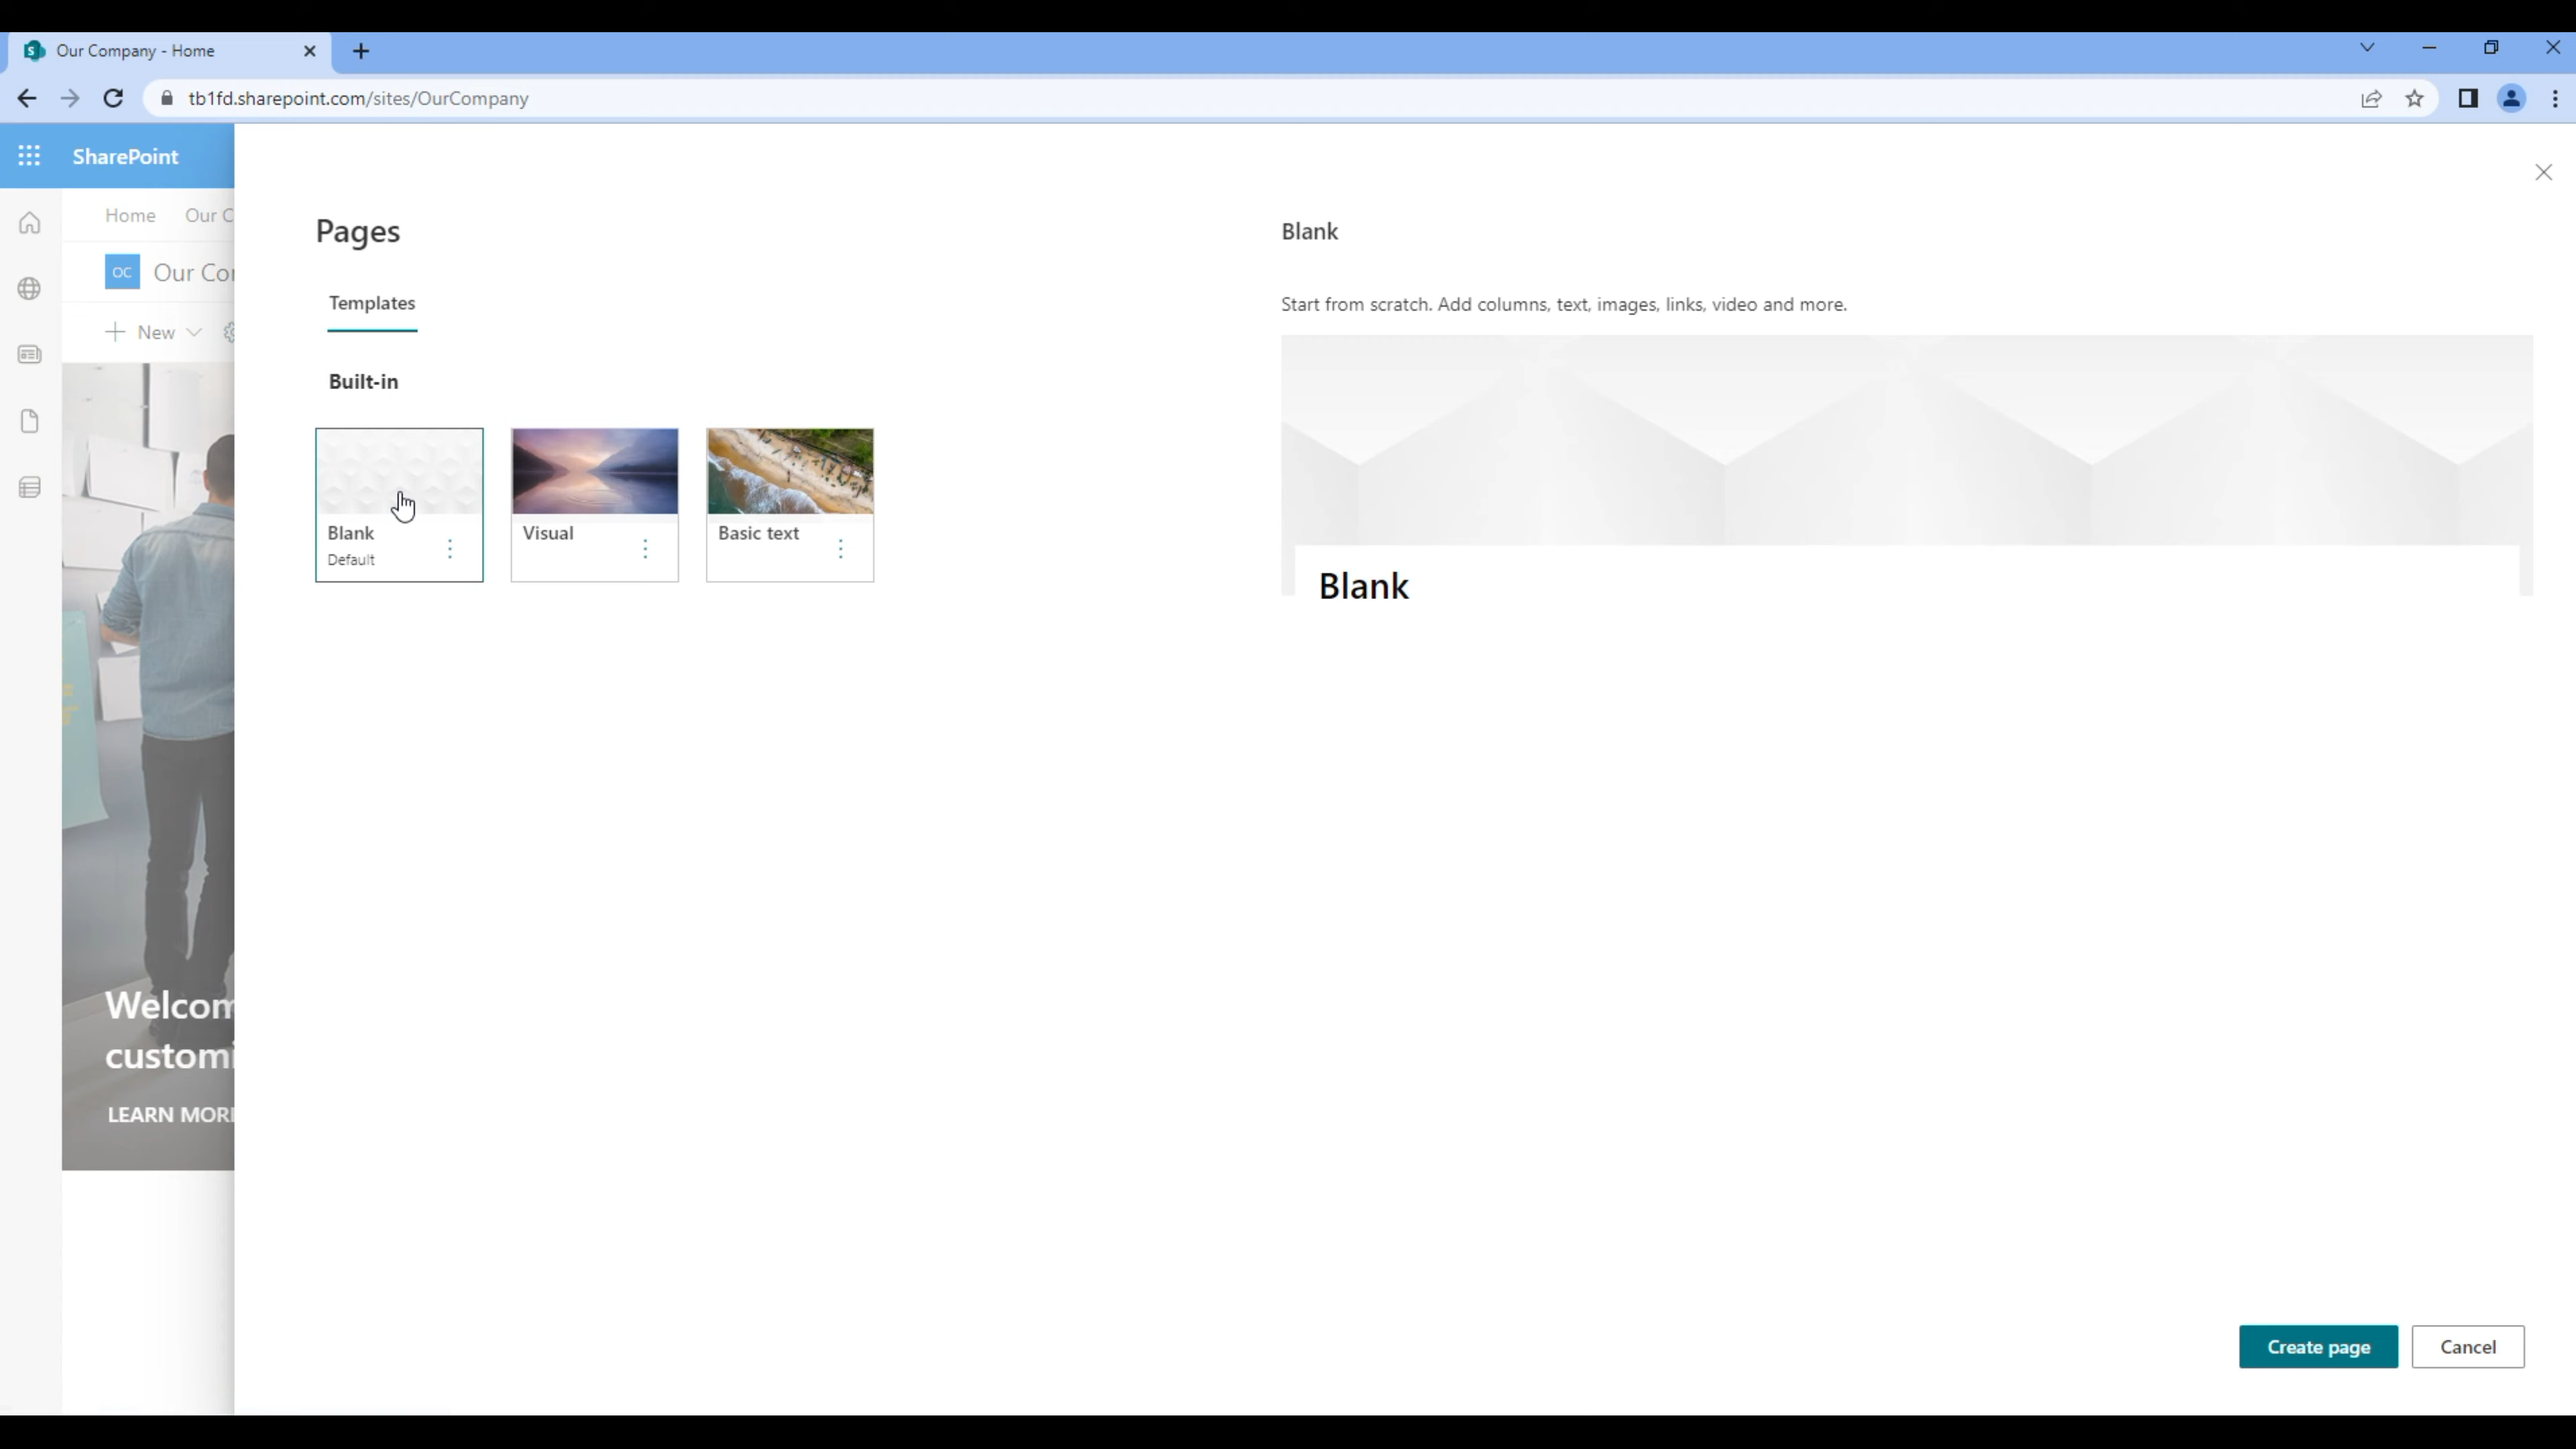 Our Company - Home
tb1fd.sharepoint.com/sites/OurCompany
SharePoint
Home Our C
OC Our Cor
New
Welcom
customi
LEARN MORE
Pages
Templates
Built-in
Blank
Default
Visual
Basic text
Blank
Start from scratch. Add columns, text, images, links, video and more.
Blank
Create page
Cancel